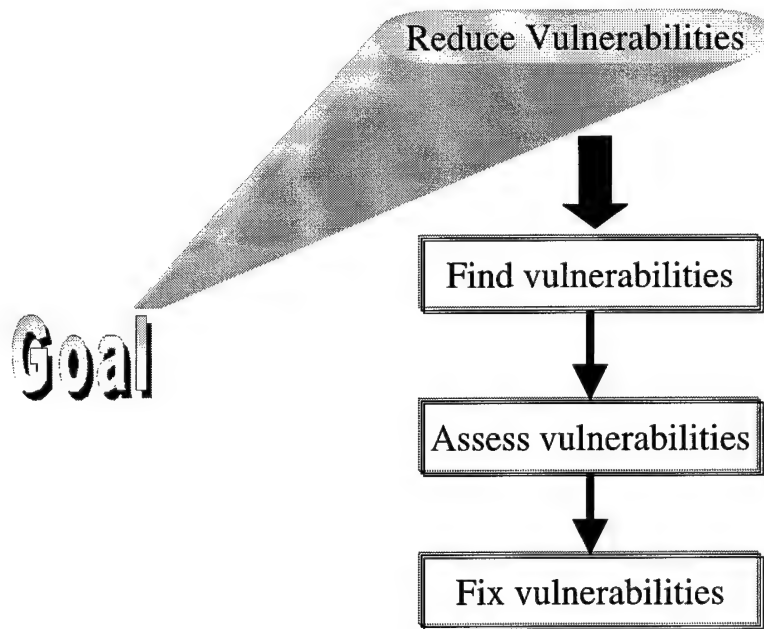 Reduce Vulnerabilities
Find vulnerabilities
Goal
Assess vulnerabilities
Fix vulnerabilities